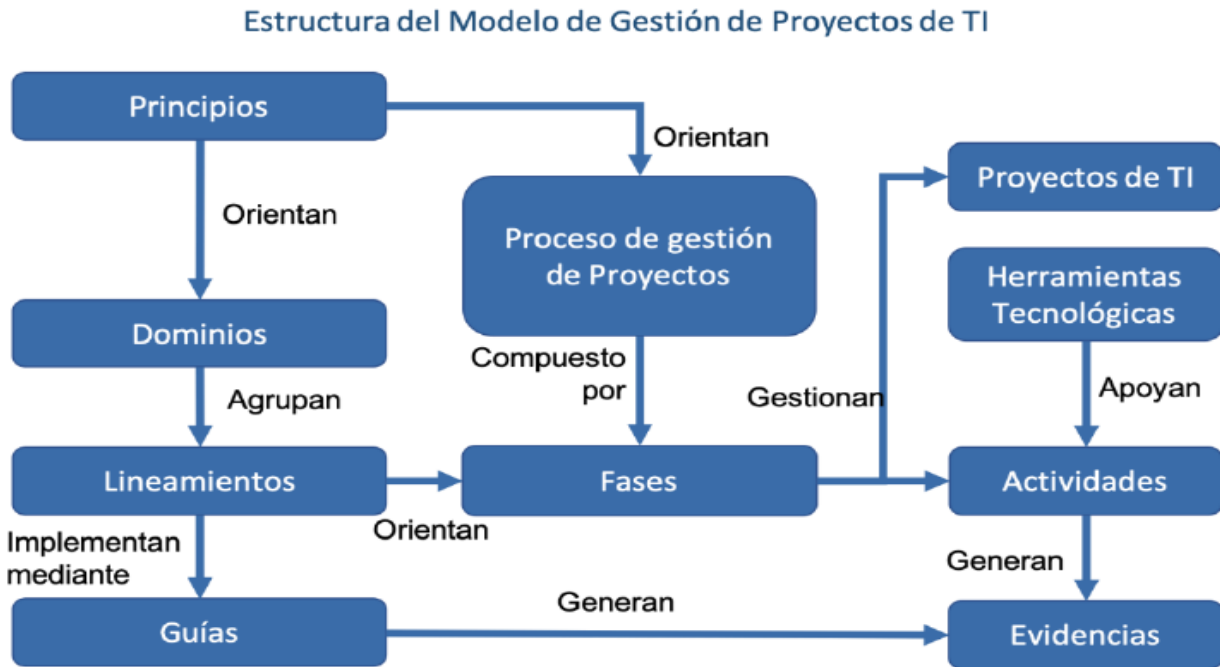 Estructura del Modelo de Gestión de Proyectos de TI
Principios
Orientan
Orientan
Proyectos de TI
Proceso de gestión
de Proyectos
Herramientas
Tecnológicas
Dominios
Compuesto
por
Agrupan
Gestionan
Apoyan
Lineamientos
Fases
Actividades
Orientan
Implementan
mediante
Generan
Generan
Guías
Evidencias